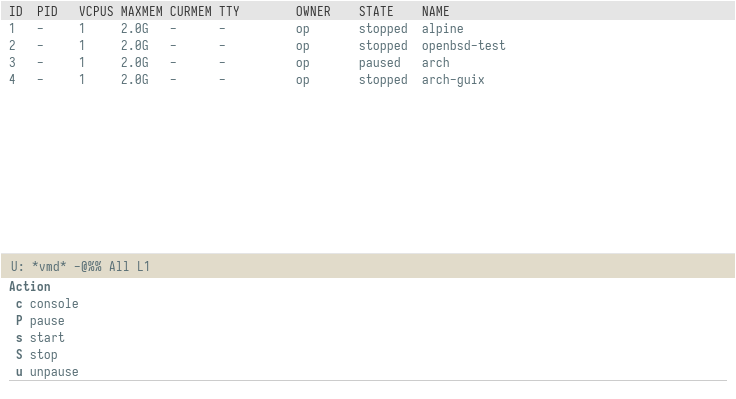 ID PID VCPUS MAXMEM CURMEM TTY OWNER STATE NAME
1 - 1 2.0G - - op stopped alpine
2 - 1 2.0G - - op stopped openbsd-test
3 - 1 2.0G - - op paused arch
4 - 1 2.0G - - op stopped arch-guix
U: *vmd* -@%% All L1
Action
c console
P pause
s start
S stop
u unpause